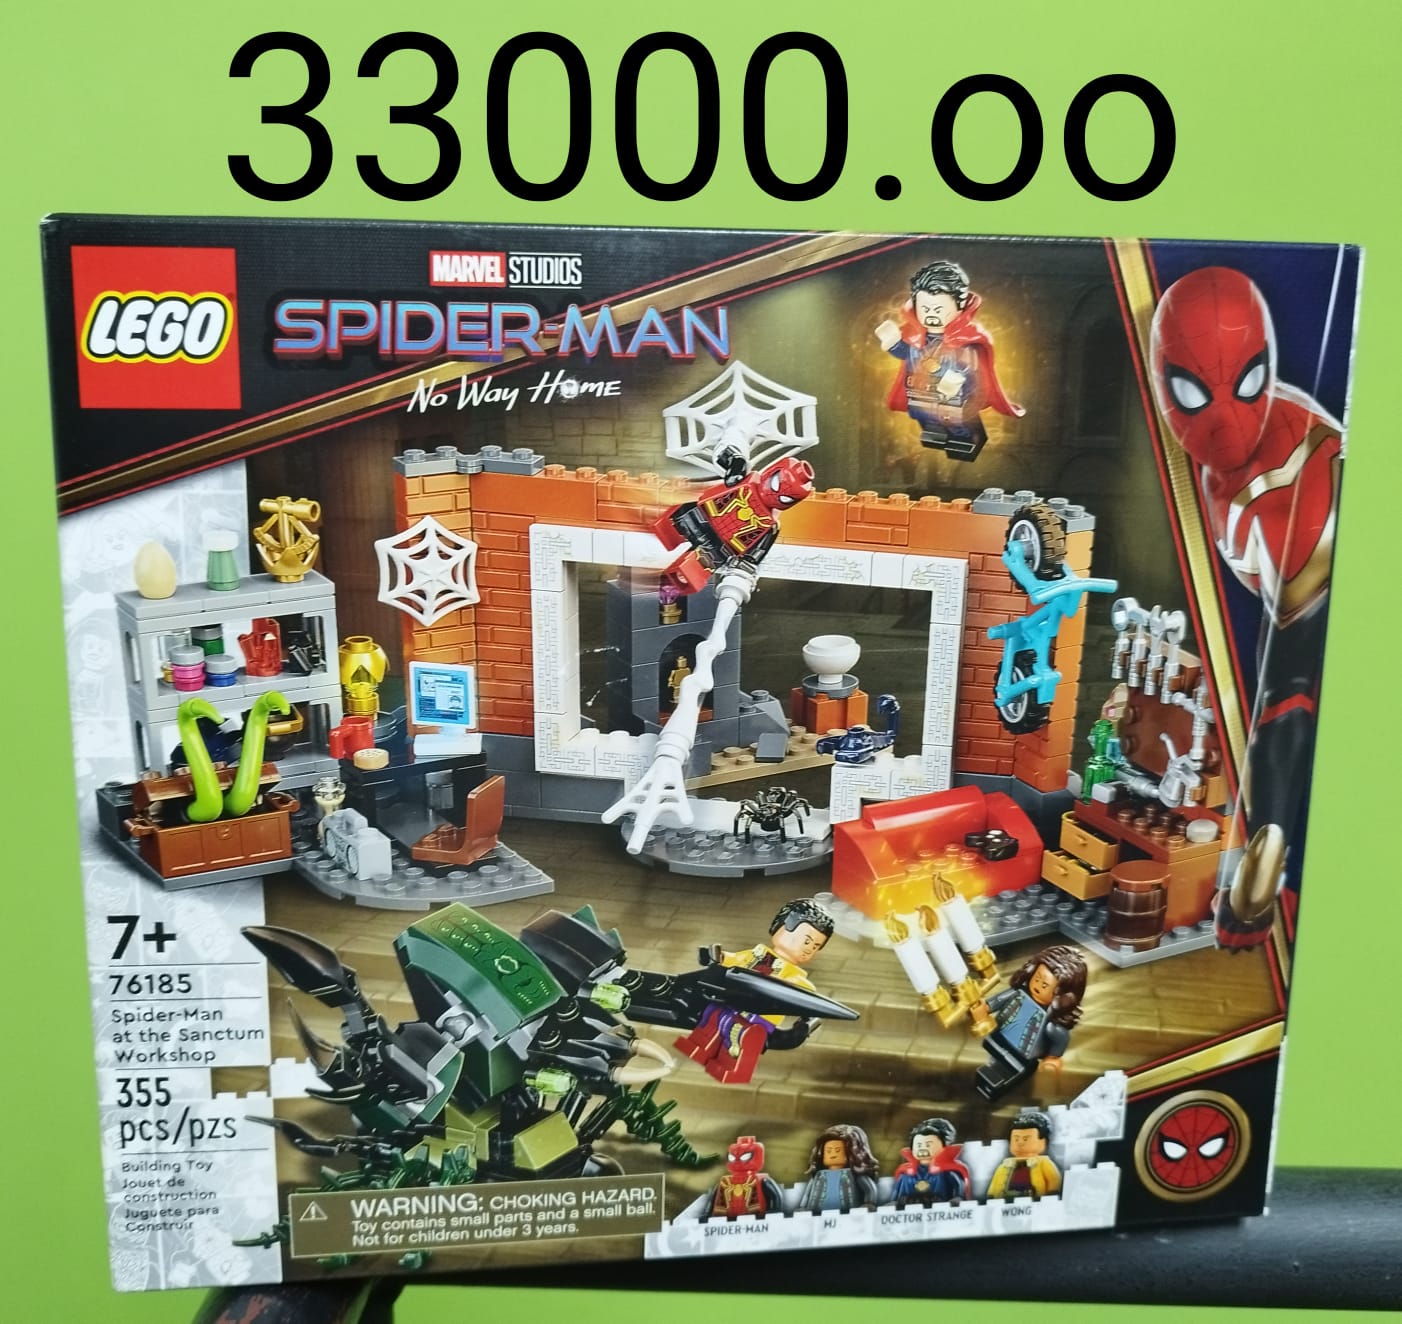 33000.oo
LEGO
MARVEL STUDIOS
SPIDER-MAN
No Way Home
7+
76185
Spider-Man
at the Sanctum
Workshop
355
pcs/pzs
Building Toy
Jouet de
construction
Juguete para
Construir
WARNING: CHOKING HAZARD.
Toy contains small parts and a small ball.
Not for children under 3 years.
SPIDER-MAN
MJ
DOCTOR STRANGE
WONG